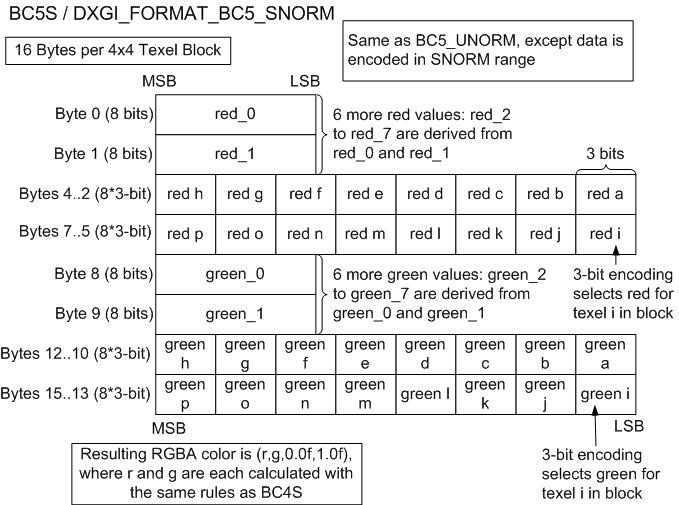 BC5S / DXGI_FORMAT_BC5_SNORM
16 Bytes per 4x4 Texel Block
Same as BC5_UNORM, except data is
encoded in SNORM range
MSB LSB
Byte 0 (8 bits) red_0
Byte 1 (8 bits) red_1
6 more red values: red_2
to red_7 are derived from
red_0 and red_1
3 bits
Bytes 4..2 (8*3-bit) red h red g red f red e red d red c red b red a
Bytes 7..5 (8*3-bit) red p red o red n red m red l red k red j red i
Byte 8 (8 bits) green_0
Byte 9 (8 bits) green_1
6 more green values: green_2
to green_7 are derived from
green_0 and green_1
3-bit encoding
selects red for
texel i in block
Bytes 12..10 (8*3-bit) green h green g green f green e green d green c green b green a
Bytes 15..13 (8*3-bit) green p green o green n green m green l green k green j green i
MSB LSB
Resulting RGBA color is (r,g,0.0f,1.0f),
where r and g are each calculated with
the same rules as BC4S
3-bit encoding
selects green for
texel i in block